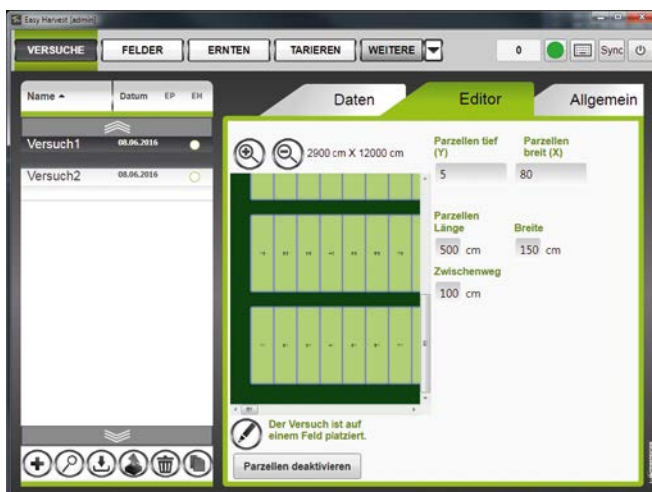 Easy Harvest [admin]
VERSUCHE FELDER ERNTEN TARIEREN WEITERE 0 Sync
Name Datum EP EH
Daten Editor Allgemein
Versuch1 08.06.2016
Versuch2 08.06.2016
2900 cm X 12000 cm
Parzellen tief
(Y)
Parzellen
breit (X)
5 80
Parzellen
Länge
Breite
500 cm 150 cm
Zwischenweg
100 cm
Der Versuch ist auf
einem Feld platziert.
Parzellen deaktivieren